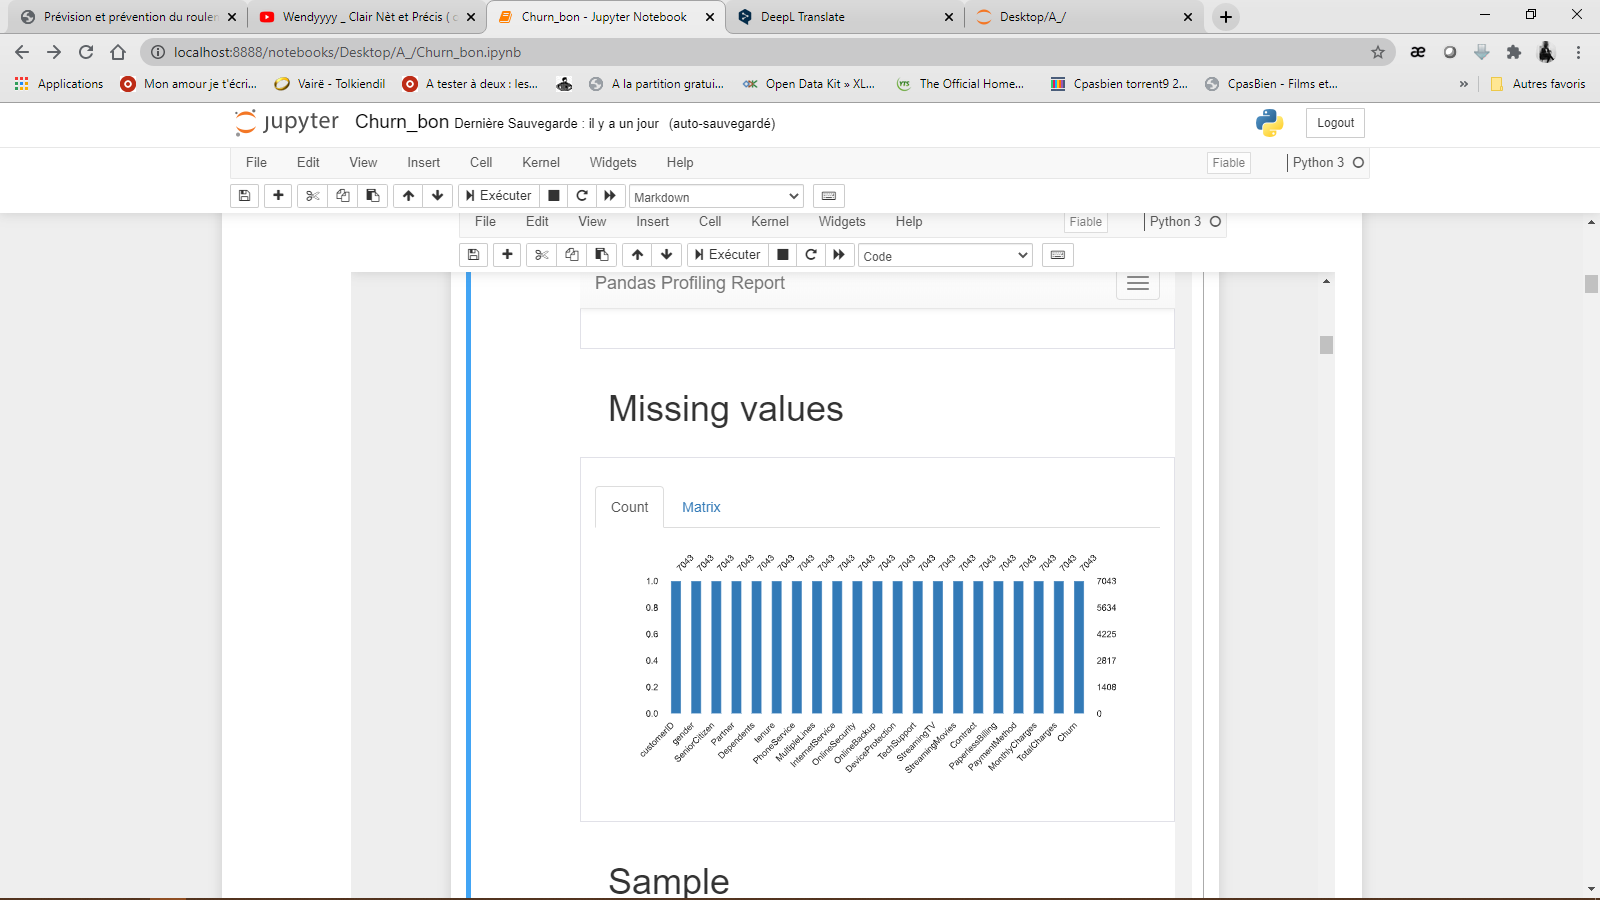 Prévision et prévention du roulem
Wendyyyy _ Clair Nèt et Précis ( c
Churn_bon - Jupyter Notebook
DeepL Translate
Desktop/A_/
localhost:8888/notebooks/Desktop/A_/Churn_bon.ipynb
Applications
Mon amour je t'écri...
Vairë - Tolkiendil
A tester à deux : les...
A la partition gratui...
Open Data Kit » XL...
The Official Home...
Cpasbien torrent9 2...
CpasBien - Films et...
»
Autres favoris
jupyter Churn_bon Dernière Sauvegarde : il y a un jour (auto-sauvegardé)
Logout
File Edit View Insert Cell Kernel Widgets Help
Fiable
Python 3
Exécuter
Markdown
File Edit View Insert Cell Kernel Widgets Help
Fiable
Python 3
Exécuter
Code
Pandas Profiling Report
Missing values
Count Matrix
7043 7043 7043 7043 7043 7043 7043 7043 7043 7043 7043 7043 7043 7043 7043 7043 7043 7043 7043 7043 7043
1.0 7043
0.8 5634
0.6 4225
0.4 2817
0.2 1408
0.0 0
customerID
gender
SeniorCitizen
Partner
Dependents
tenure
PhoneService
MultipleLines
InternetService
OnlineSecurity
OnlineBackup
DeviceProtection
TechSupport
StreamingTV
StreamingMovies
Contract
PaperlessBilling
PaymentMethod
MonthlyCharges
TotalCharges
Churn
Sample